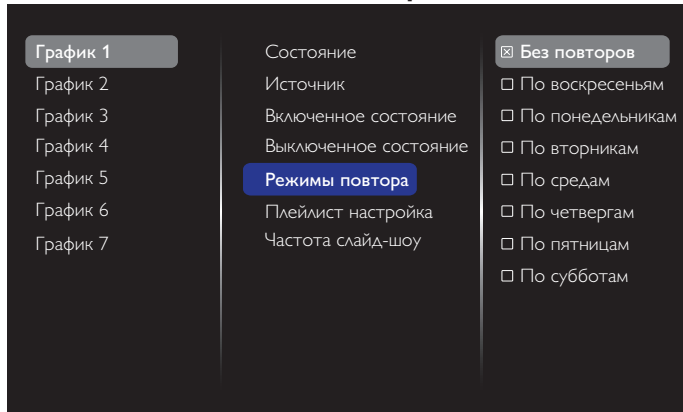 График 1
График 2
График 3
График 4
График 5
График 6
График 7
Состояние
Источник
Включенное состояние
Выключенное состояние
Режимы повтора
Плейлист настройка
Частота слайд-шоу
☒ Без повторов
☐ По воскресеньям
☐ По понедельникам
☐ По вторникам
☐ По средам
☐ По четвергам
☐ По пятницам
☐ По субботам